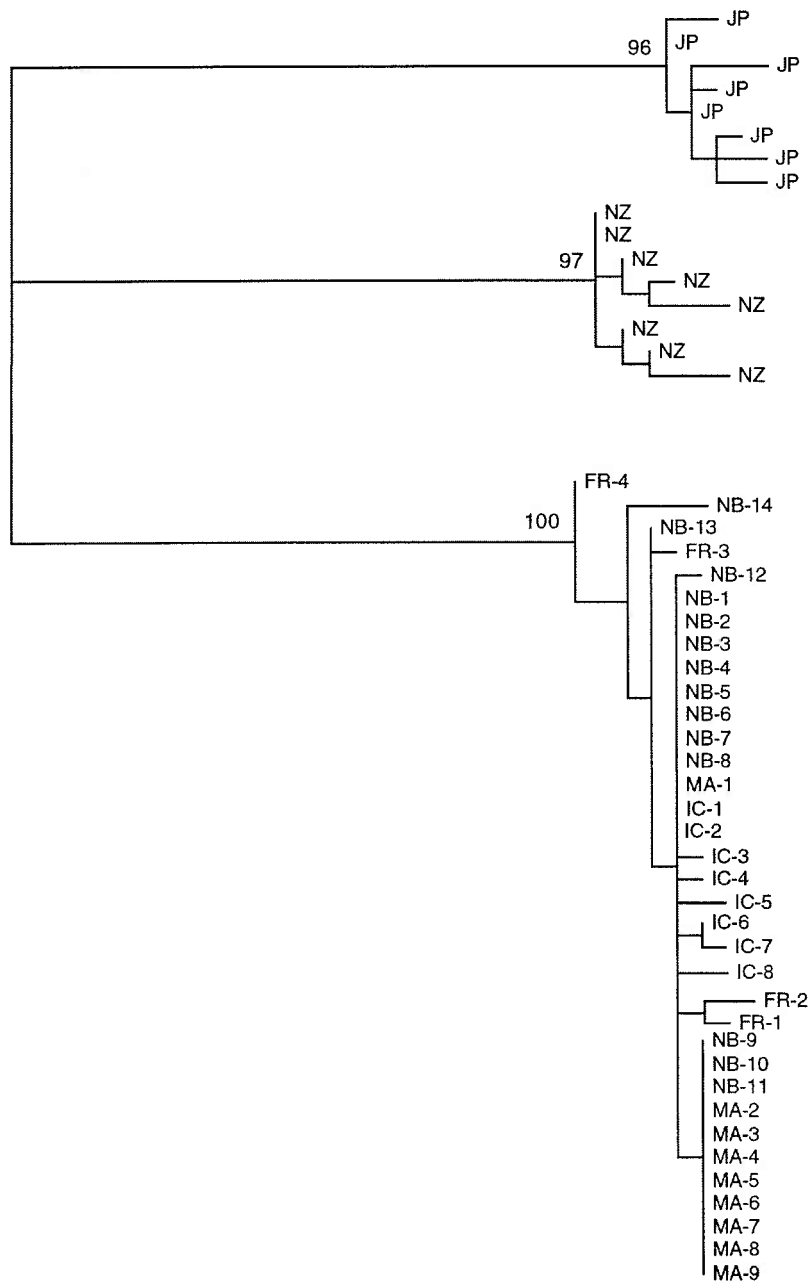 JP
96
JP
JP
JP
JP
JP
JP
JP
NZ
NZ
97
NZ
NZ
NZ
NZ
NZ
NZ
FR-4
100
NB-14
NB-13
FR-3
NB-12
NB-1
NB-2
NB-3
NB-4
NB-5
NB-6
NB-7
NB-8
MA-1
IC-1
IC-2
IC-3
IC-4
IC-5
IC-6
IC-7
IC-8
FR-2
FR-1
NB-9
NB-10
NB-11
MA-2
MA-3
MA-4
MA-5
MA-6
MA-7
MA-8
MA-9